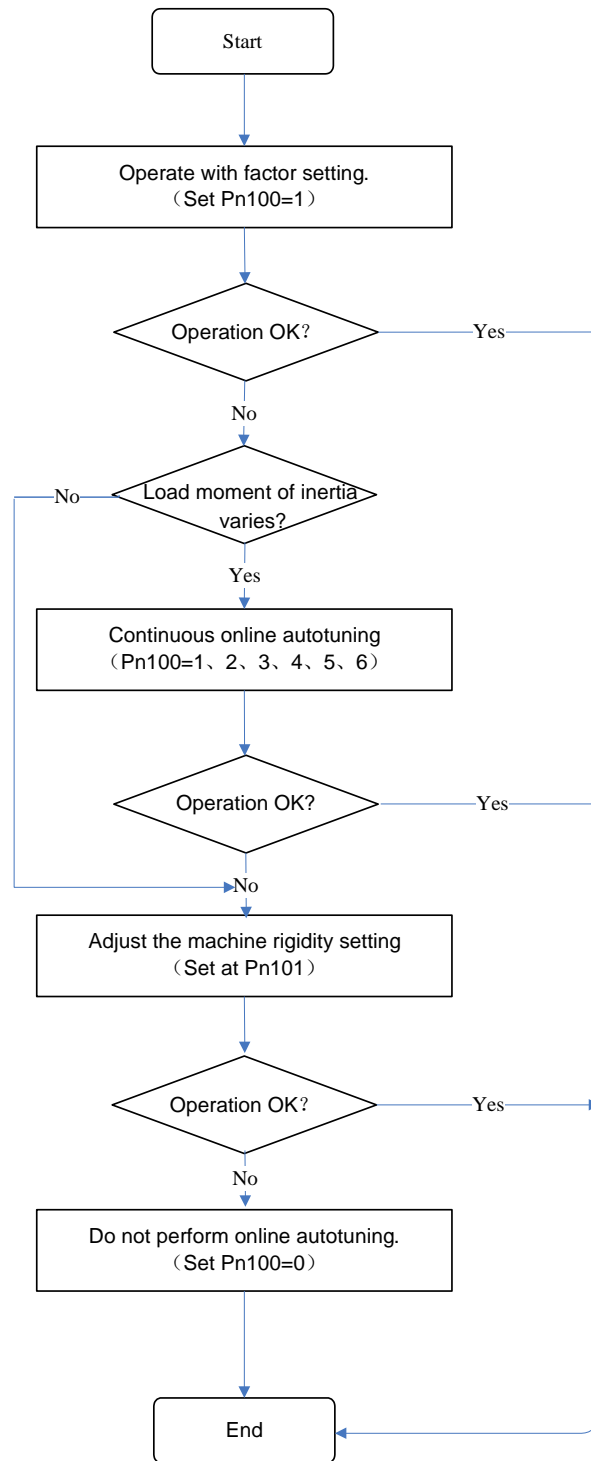 Start
Operate with factor setting.
（Set Pn100=1）
Operation OK?
Yes
No
Load moment of inertia
varies?
No
Yes
Continuous online autotuning
（Pn100=1、2、3、4、5、6）
Operation OK?
Yes
No
Adjust the machine rigidity setting
（Set at Pn101）
Operation OK?
Yes
No
Do not perform online autotuning.
（Set Pn100=0）
End